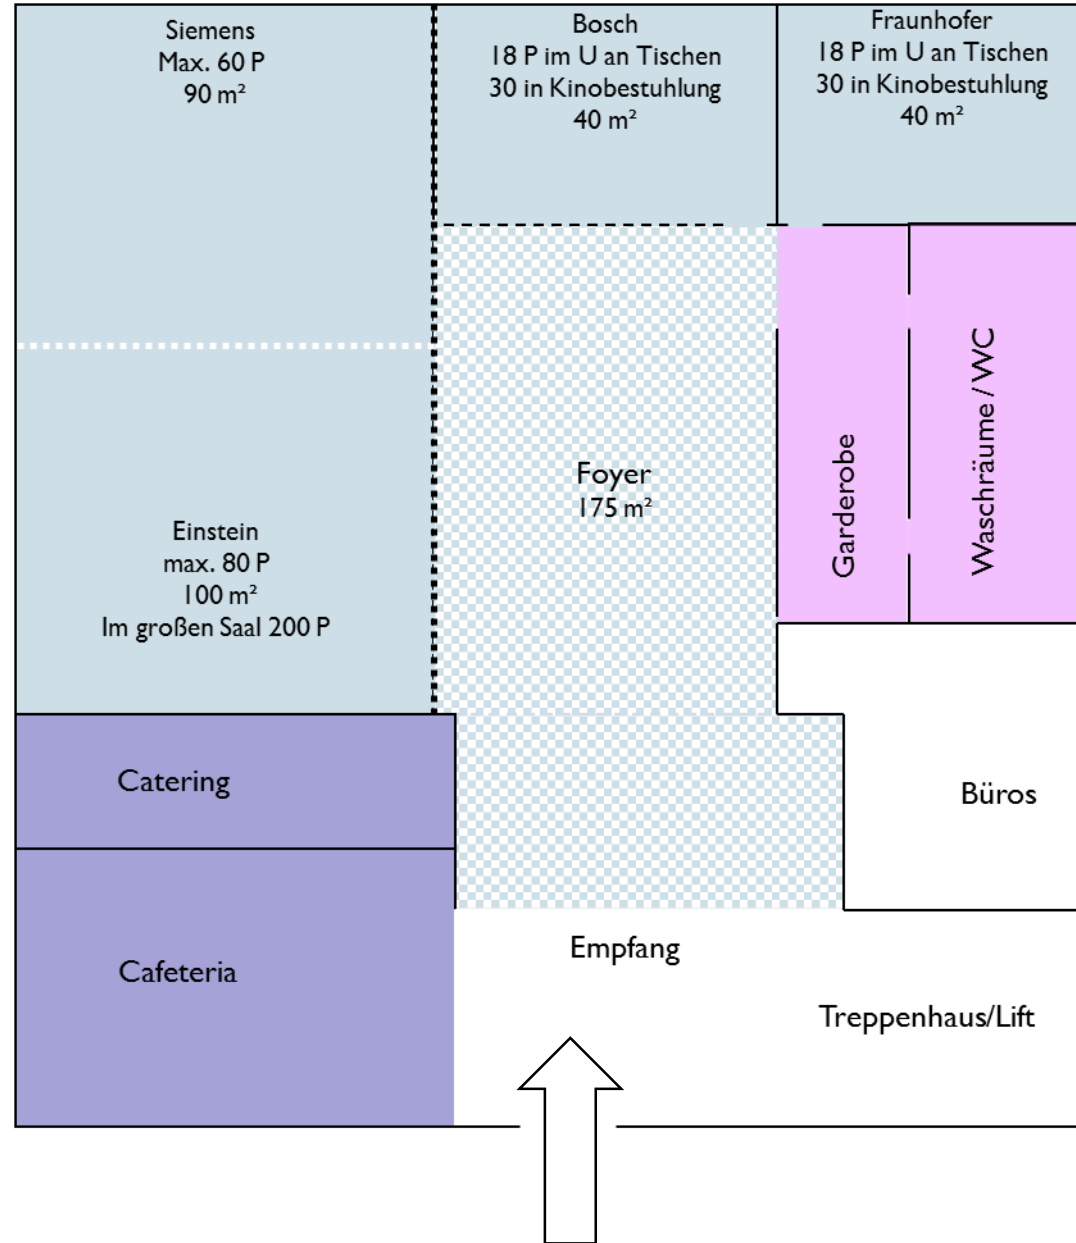 Siemens
Max. 60 P
90 m²
Bosch
18 P im U an Tischen
30 in Kinobestuhlung
40 m²
Fraunhofer
18 P im U an Tischen
30 in Kinobestuhlung
40 m²
Foyer
175 m²
Garderobe
Waschräume / WC
Einstein
max. 80 P
100 m²
Im großen Saal 200 P
Catering
Büros
Cafeteria
Empfang
Treppenhaus/Lift